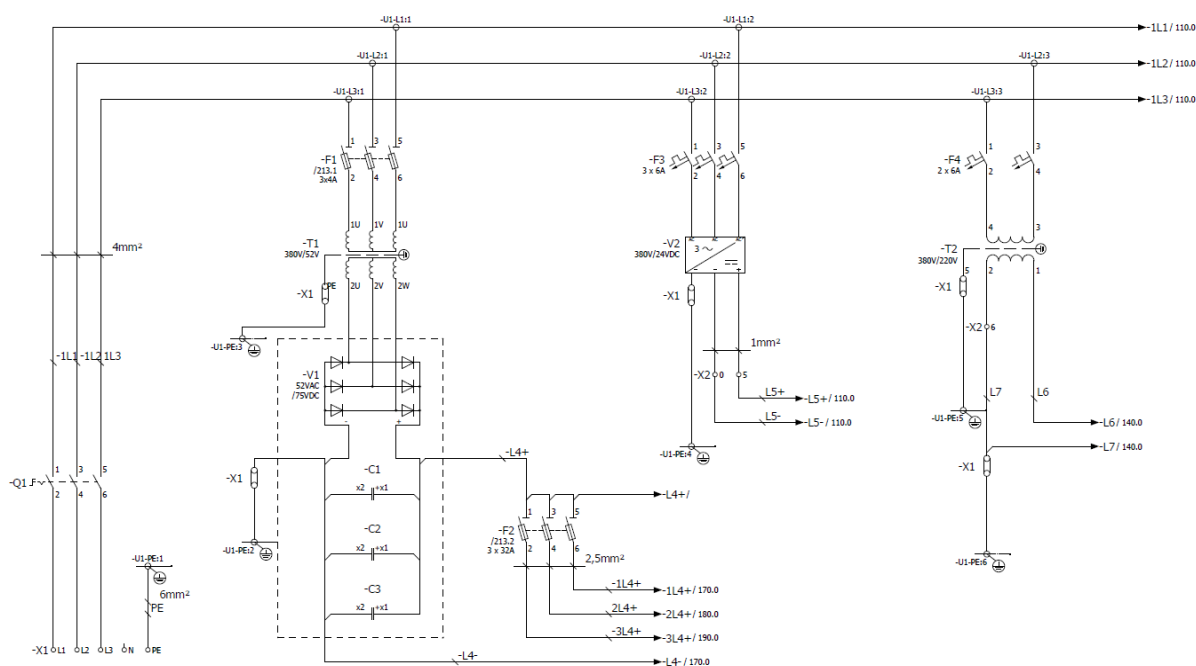 -U1-L1:1
-U1-L1:2
-1L1 / 110.0
-U1-L2:1
-U1-L2:2
-U1-L2:3
-1L2 / 110.0
-U1-L3:1
-U1-L3:2
-U1-L3:3
-1L3 / 110.0
1 3 5
-F1
/213.1
3x4A
2 4 6
1 3 5
-F3
3 x 6A
2 4 6
1 3
-F4
2 x 6A
2 4
1U 1V 1U
-T1
380V/52V
2U 2V 2W
4mm²
-V2
380V/24VDC
3
- - +
4 3
-T2
380V/220V
5 2 1
-X1
PE
-X1
-X1
-X2 6
-U1-PE:3
1mm²
-1L1 -1L2 1L3
-V1
52VAC
/75VDC
- +
-X2 0 5
L5+
-L5+ / 110.0
L5-
-L5- / 110.0
L7 L6
-U1-PE:5
-L6 / 140.0
-L7 / 140.0
-U1-PE:4
-X1
-L4+
-X1
-Q1
1 3 5
2 4 6
-C1
x2 +x1
-L4+/
-F2
/213.2
3 x 32A
1 3 5
2 4 6
-C2
x2 +x1
-U1-PE:2
-U1-PE:1
-U1-PE:6
2,5mm²
6mm²
PE
-C3
x2 +x1
-1L4+
-1L4+ / 170.0
2L4+
-2L4+ / 180.0
-3L4+
-3L4+ / 190.0
-X1 L1 L2 L3 N PE
-L4-
-L4- / 170.0